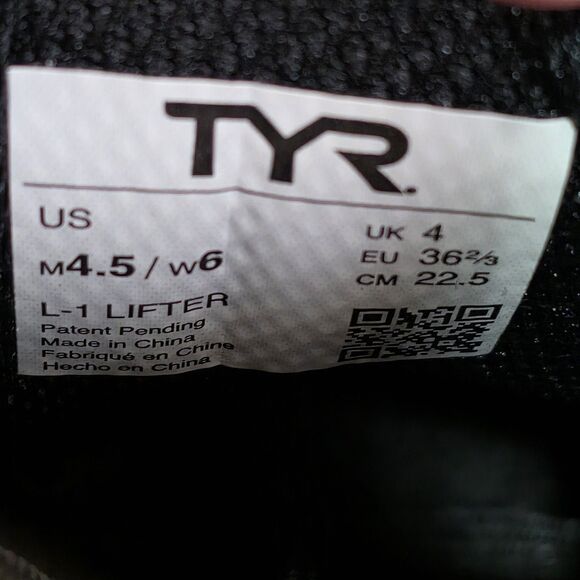 TYR
US
M4.5 / W6
L-1 LIFTER
Patent Pending
Made in China
Fabriqué en Chine
Hecho en China
UK 4
EU 36⅔
CM 22.5